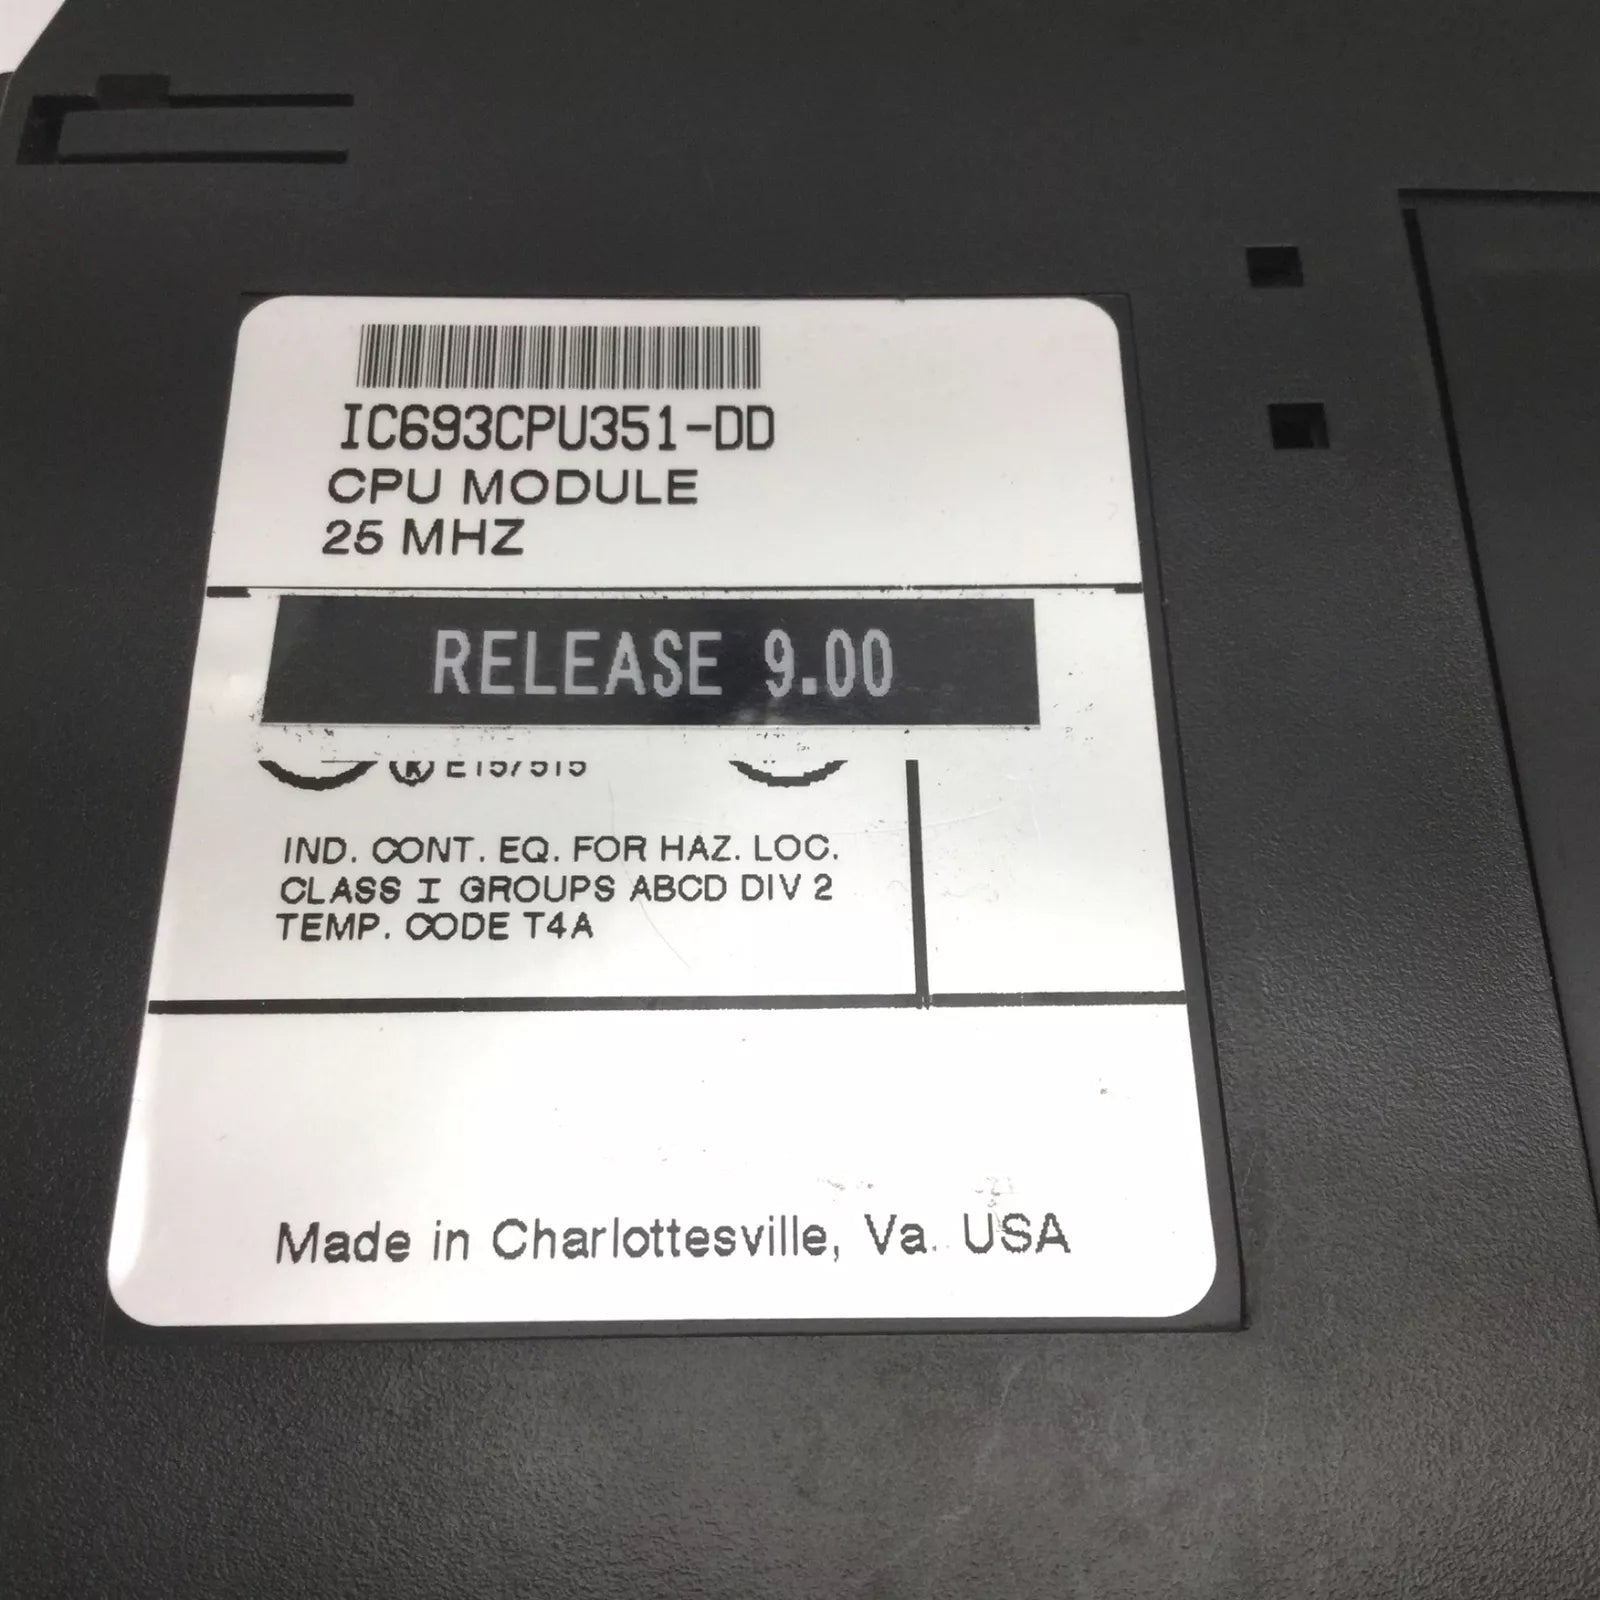 IC693CPU351-DD
CPU MODULE
25 MHZ
RELEASE 9.00
IND. CONT. EQ. FOR HAZ. LOC.
CLASS I GROUPS ABCD DIV 2
TEMP. CODE T4A
Made in Charlottesville, Va. USA